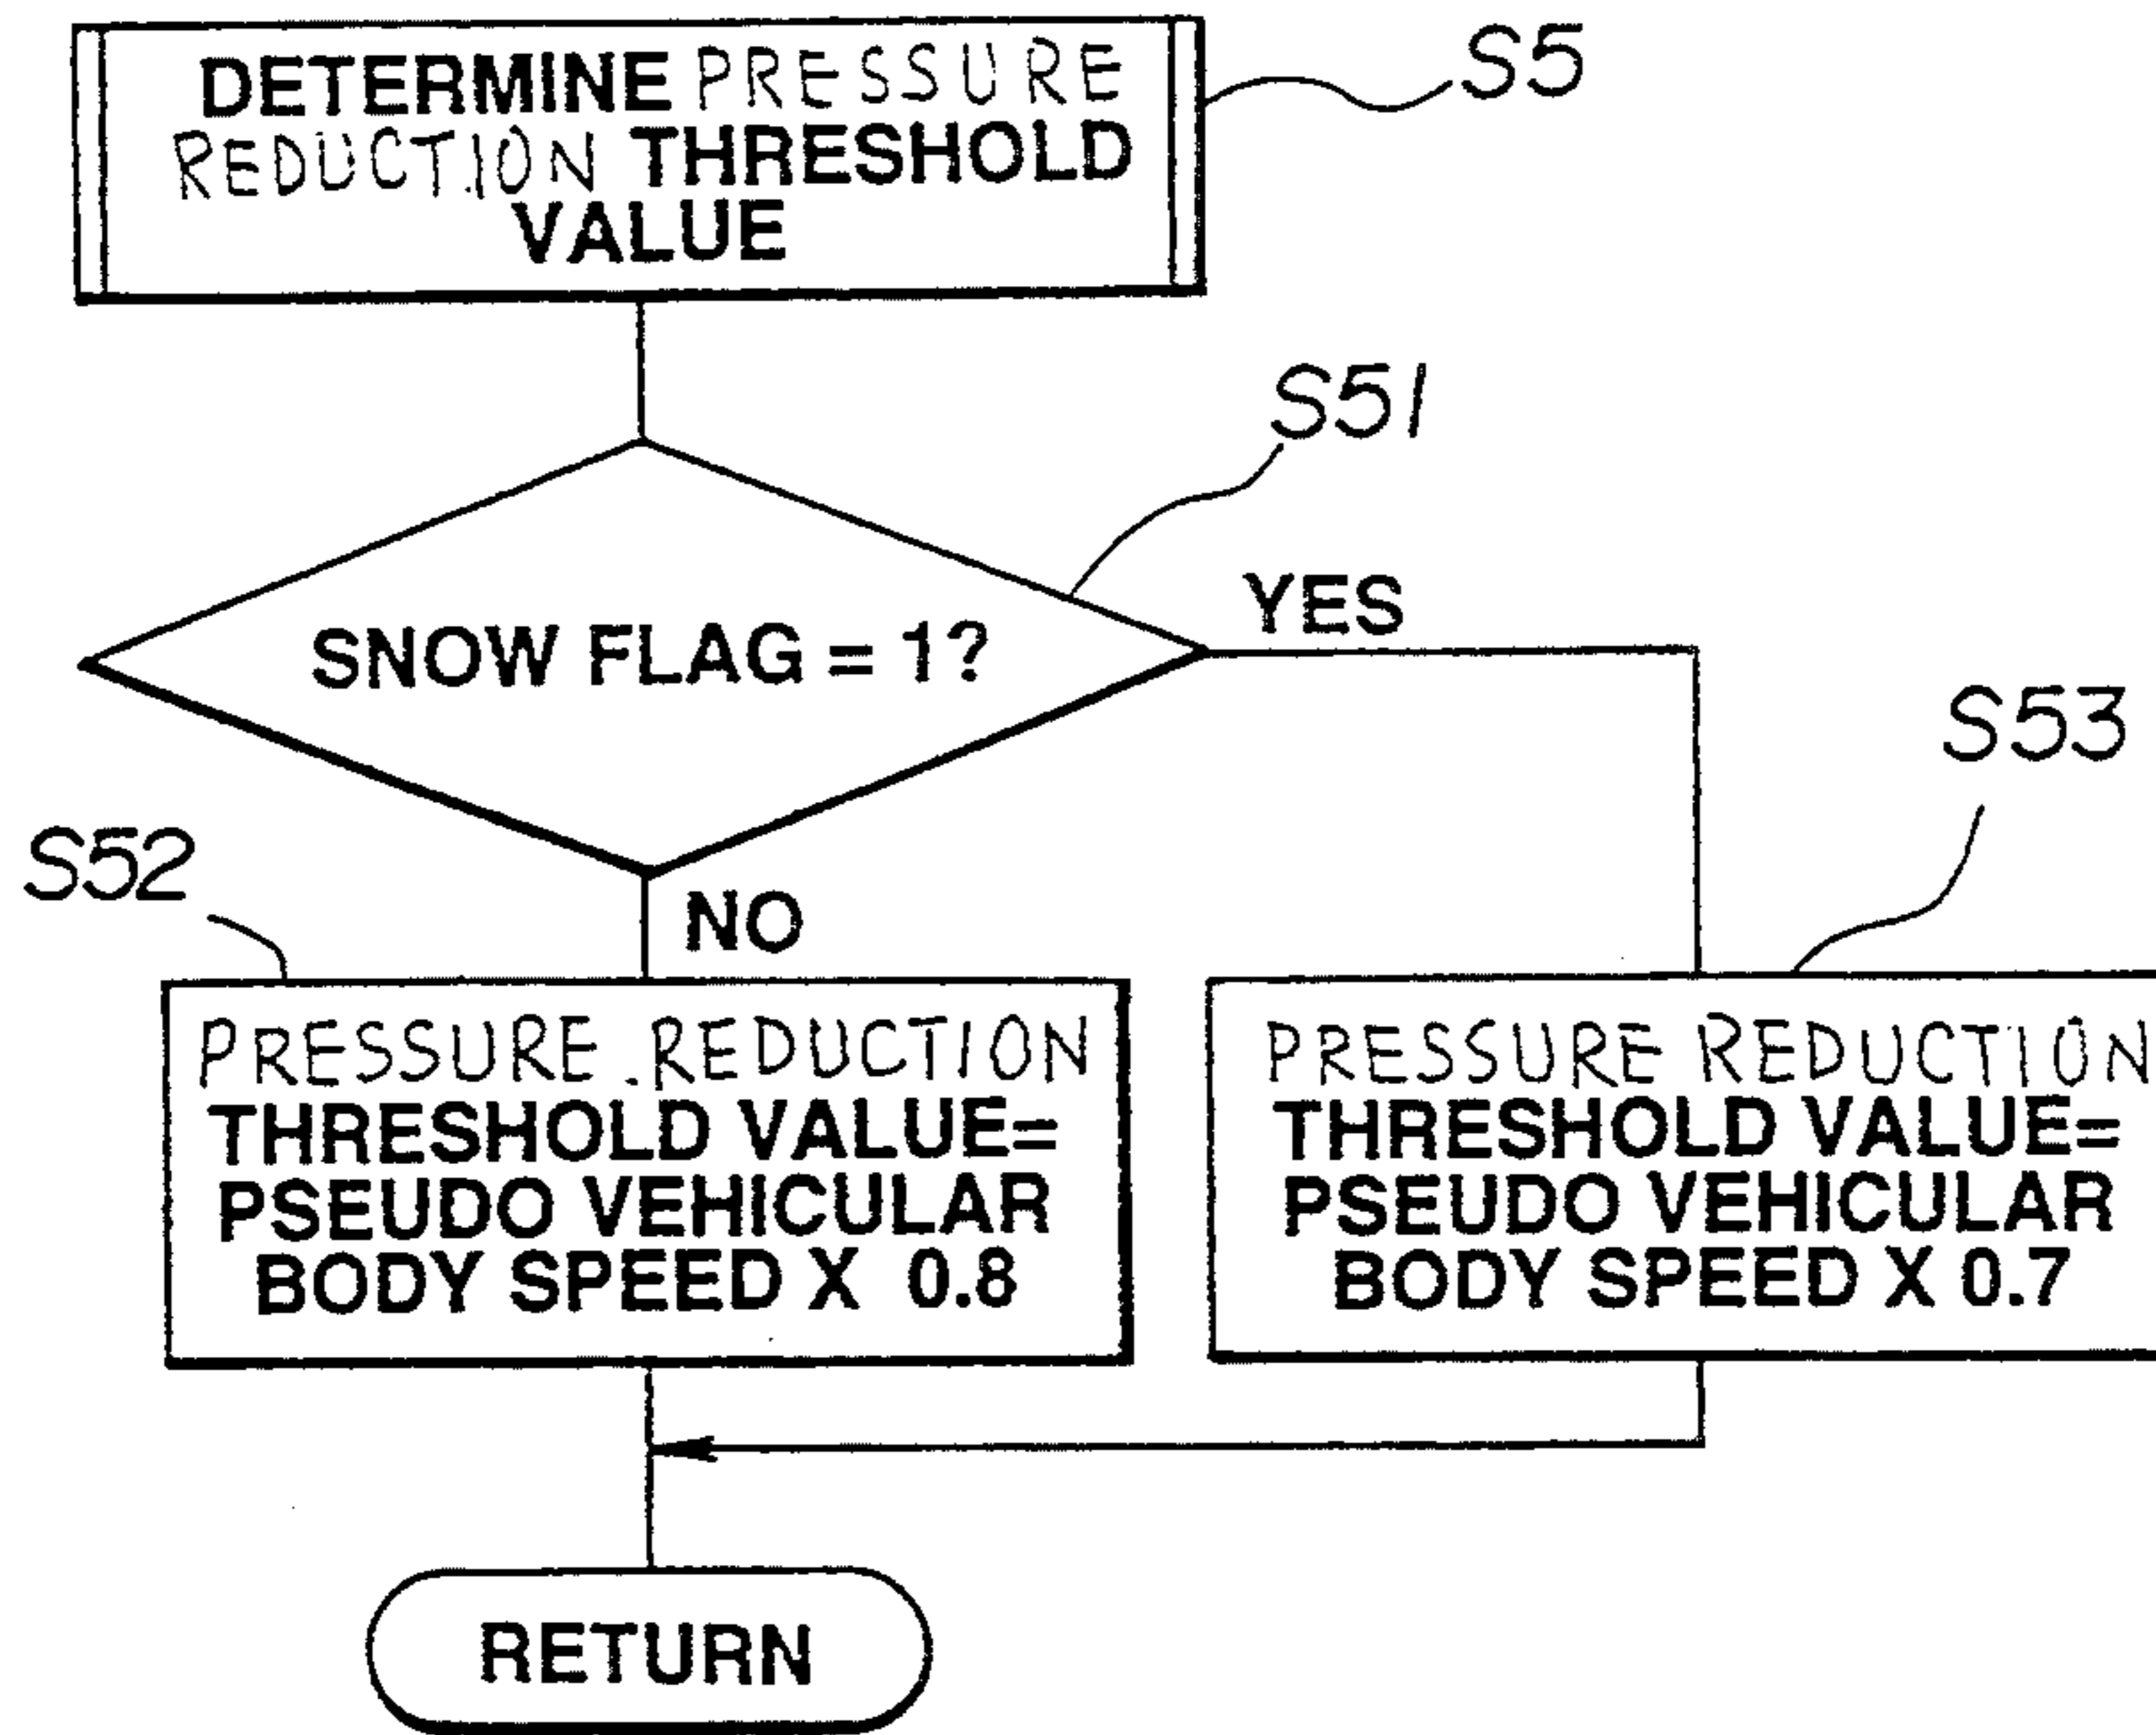 DETERMINE PRESSURE
REDUCTION THRESHOLD
VALUE
S5
S51
SNOW FLAG = 1?
YES
S53
S52
NO
PRESSURE REDUCTION
THRESHOLD VALUE=
PSEUDO VEHICULAR
BODY SPEED X 0.8
PRESSURE REDUCTION
THRESHOLD VALUE=
PSEUDO VEHICULAR
BODY SPEED X 0.7
RETURN